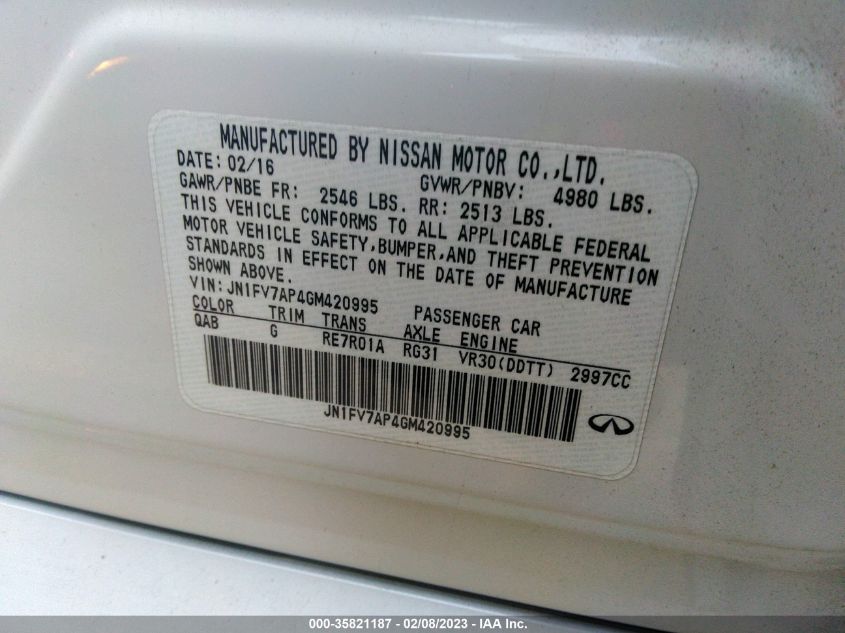 MANUFACTURED BY NISSAN MOTOR CO.,LTD.
DATE: 02/16 GVWR/PNBV: 4980 LBS.
GAWR/PNBE FR: 2546 LBS. RR: 2513 LBS.
THIS VEHICLE CONFORMS TO ALL APPLICABLE FEDERAL
MOTOR VEHICLE SAFETY,BUMPER,AND THEFT PREVENTION
STANDARDS IN EFFECT ON THE DATE OF MANUFACTURE
SHOWN ABOVE.
VIN:JN1FV7AP4GM420995 PASSENGER CAR
COLOR TRIM TRANS AXLE ENGINE
QAB G RE7R01A RG31 VR30(DDTT) 2997CC
JN1FV7AP4GM420995
000-35821187 - 02/08/2023 - IAA Inc.